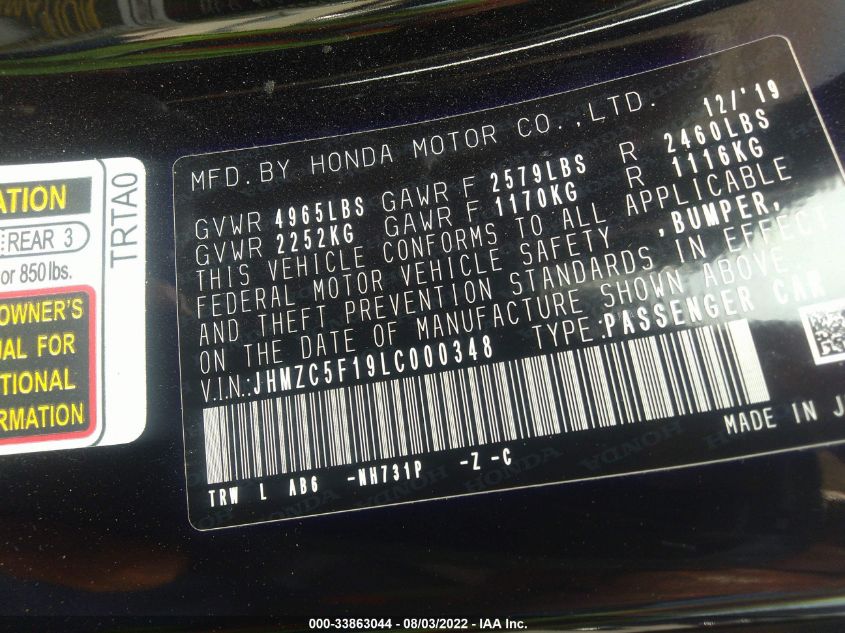 ATION
REAR 3
or 850 lbs.
OWNER'S
UAL FOR
ITIONAL
ORMATION
TRTA0
MFD. BY HONDA MOTOR CO., LTD. 12/'19
GVWR 4965LBS GAWR F 2579LBS R 2460LBS
GVWR 2252KG GAWR F 1170KG R 1116KG
THIS VEHICLE CONFORMS TO ALL APPLICABLE
FEDERAL MOTOR VEHICLE SAFETY ,BUMPER,
AND THEFT PREVENTION STANDARDS IN EFFECT
ON THE DATE OF MANUFACTURE SHOWN ABOVE
V.I.N.:JHMZC5F19LC000348 TYPE:PASSENGER CAR
TRW L AB6 -NH731P -Z -C MADE IN J
000-33863044 - 08/03/2022 - IAA Inc.